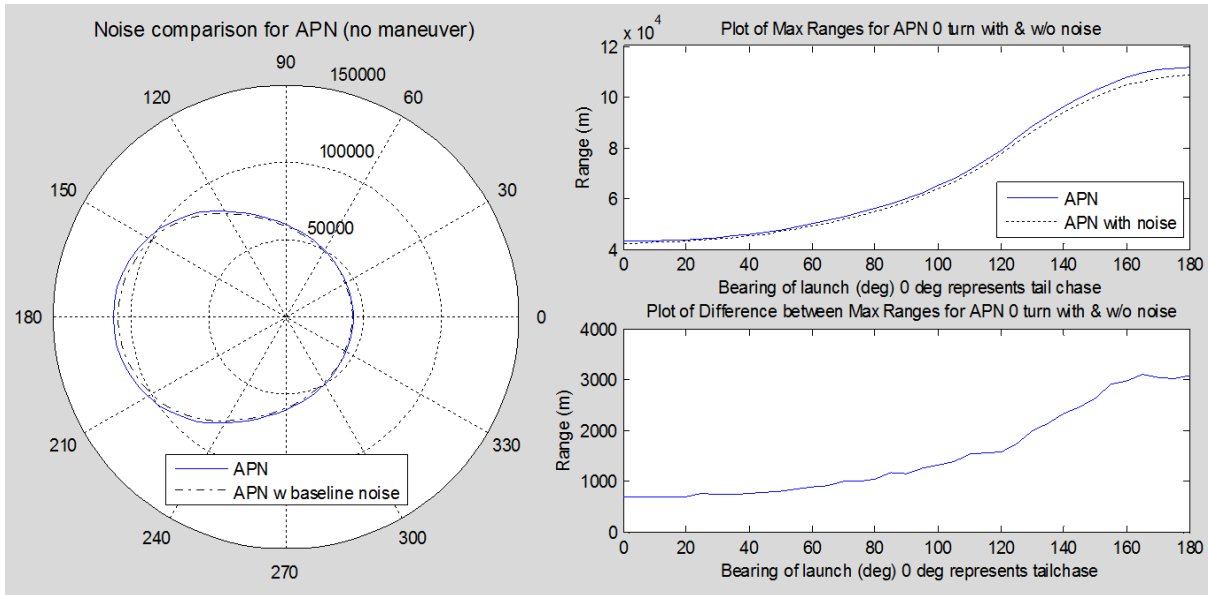 Noise comparison for APN (no maneuver)
90
150000
120
60
100000
150
30
50000
180
0
210
330
240
300
270
APN
APN w baseline noise
Plot of Max Ranges for APN 0 turn with & w/o noise
x 10^4
12
10
8
6
4
Range (m)
0 20 40 60 80 100 120 140 160 180
Bearing of launch (deg) 0 deg represents tail chase
APN
APN with noise
Plot of Difference between Max Ranges for APN 0 turn with & w/o noise
4000
3000
2000
1000
0
Range (m)
0 20 40 60 80 100 120 140 160 180
Bearing of launch (deg) 0 deg represents tailchase